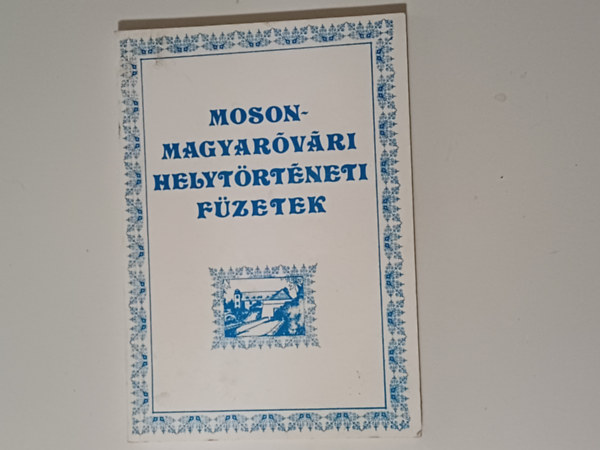 MOSON-
MAGYARÓVÁRI
HELYTÖRTÉNETI
FÜZETEK